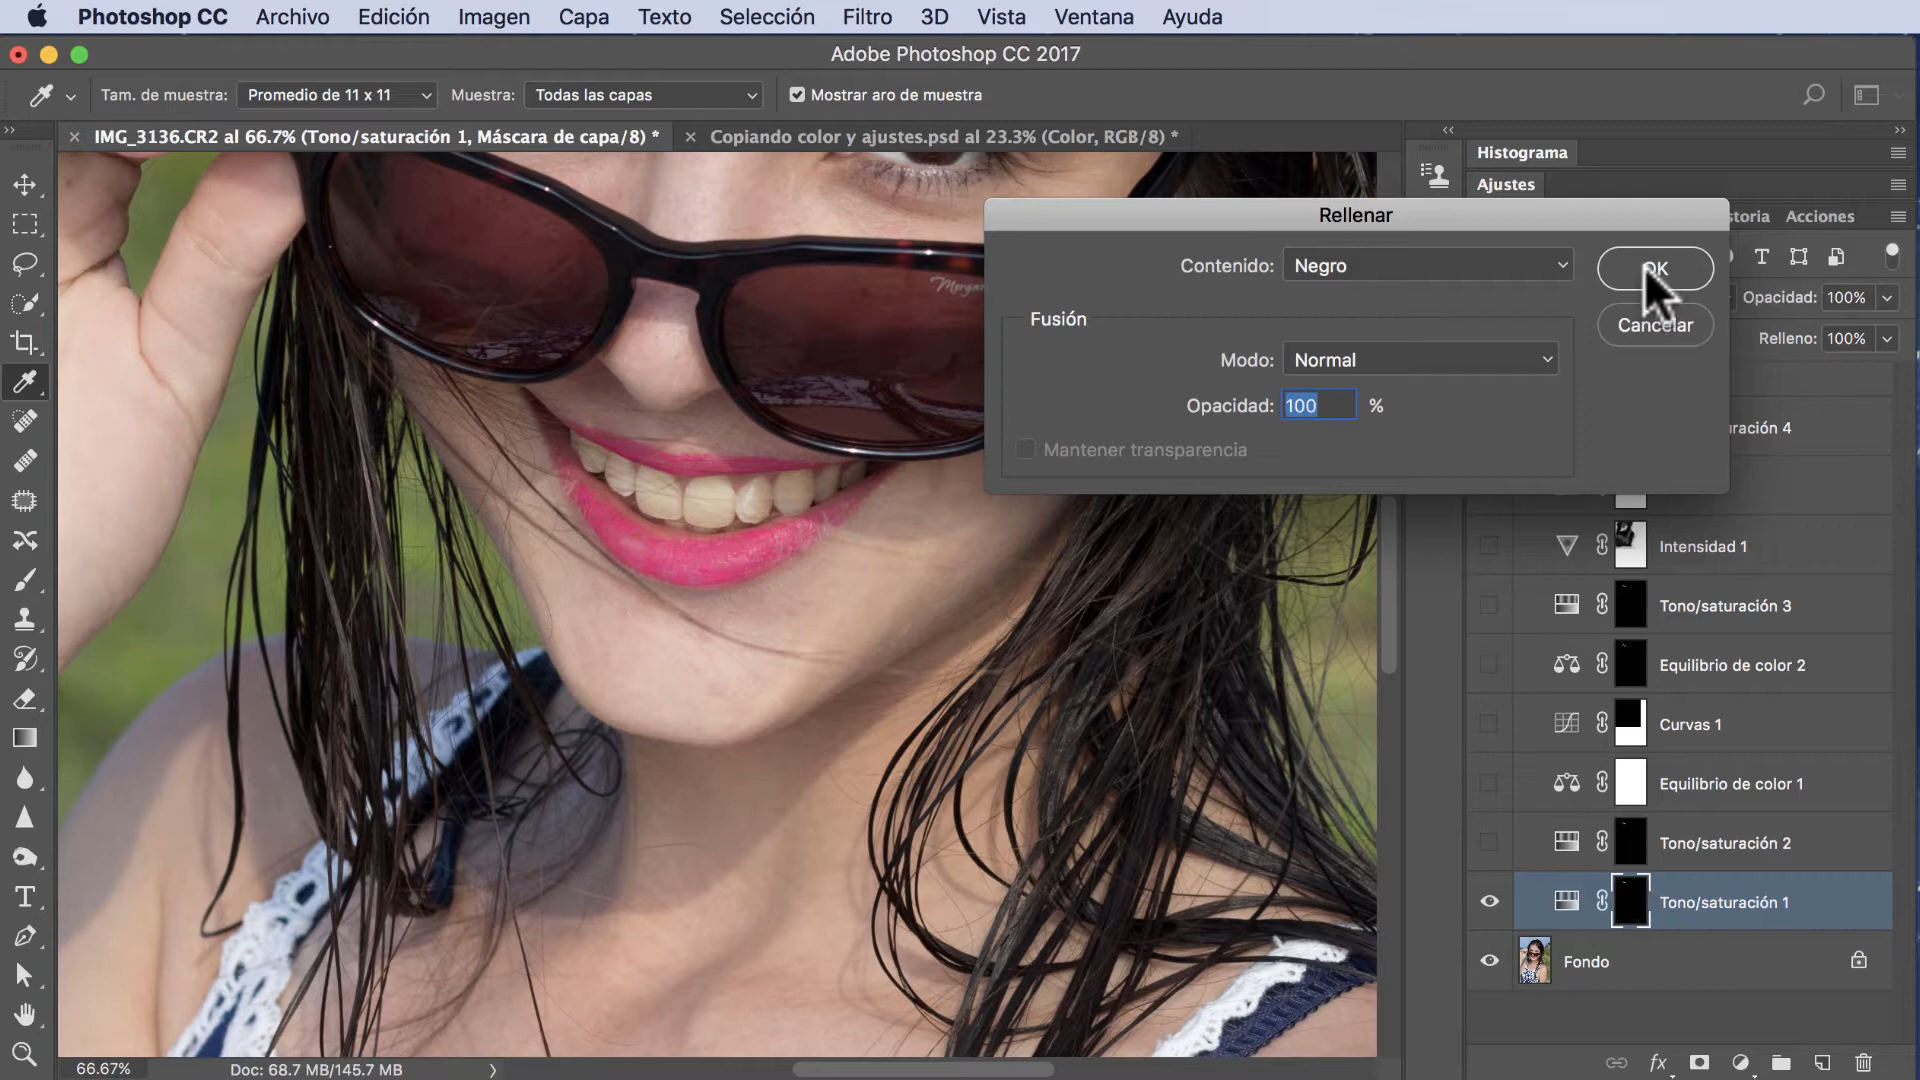 Photoshop CC Archivo Edición Imagen Capa Texto Selección Filtro 3D Vista Ventana Ayuda
Adobe Photoshop CC 2017
Tam. de muestra: Promedio de 11 x 11 Muestra: Todas las capas Mostrar aro de muestra
IMG_3136.CR2 al 66.7% (Tono/saturación 1, Máscara de capa/8) * Copiando color y ajustes.psd al 23.3% (Color, RGB/8) *
Histograma
Ajustes
storia Acciones
Rellenar
Contenido: Negro
OK
Cancelar
Fusión
Modo: Normal
Opacidad: 100 %
Mantener transparencia
Opacidad: 100%
Relleno: 100%
uración 4
Intensidad 1
Tono/saturación 3
Equilibrio de color 2
Curvas 1
Equilibrio de color 1
Tono/saturación 2
Tono/saturación 1
Fondo
fx
66.67% Doc: 68.7 MB/145.7 MB